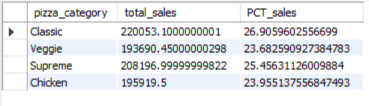 pizza_category total_sales PCT_sales
Classic 220053.1000000001 26.9059602556699
Veggie 193690.45000000298 23.682590927384783
Supreme 208196.99999999822 25.45631126009884
Chicken 195919.5 23.955137556847493